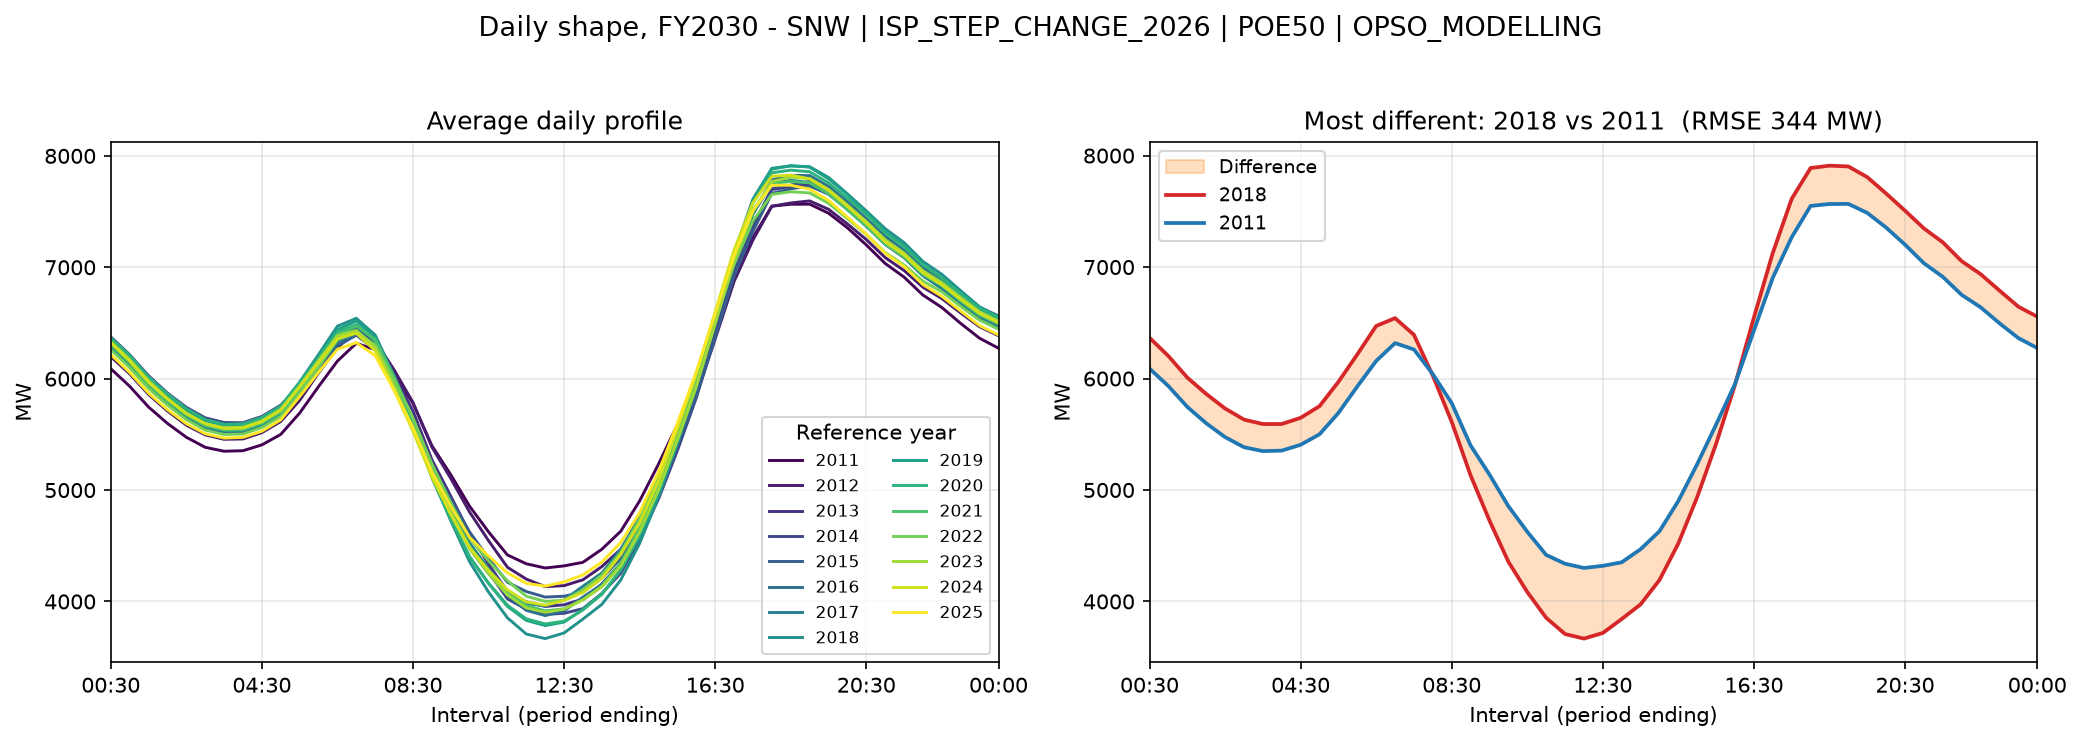 Daily shape, FY2030 - SNW | ISP_STEP_CHANGE_2026 | POE50 | OPSO_MODELLING
Average daily profile
8000
7000
6000
5000
4000
MW
Reference year
2011 2019
2012 2020
2013 2021
2014 2022
2015 2023
2016 2024
2017 2025
2018
00:30 04:30 08:30 12:30 16:30 20:30 00:00
Interval (period ending)
Most different: 2018 vs 2011 (RMSE 344 MW)
Difference
2018
2011
8000
7000
6000
5000
4000
MW
00:30 04:30 08:30 12:30 16:30 20:30 00:00
Interval (period ending)